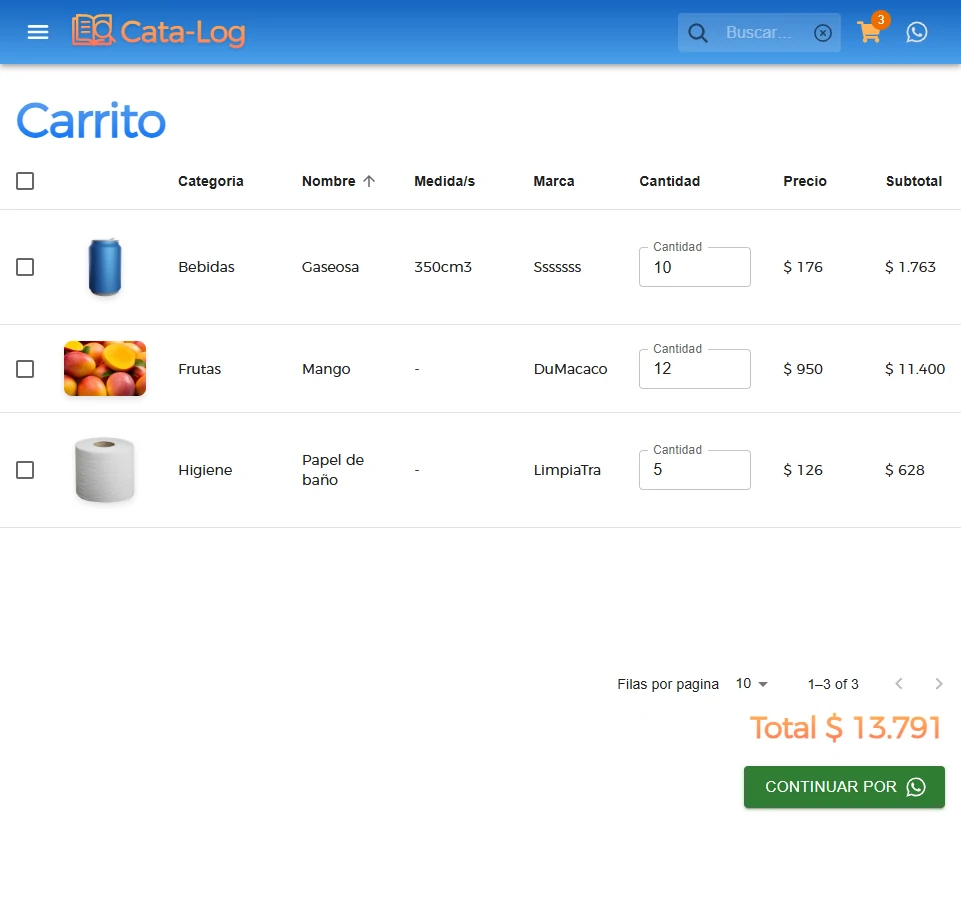 Cata-Log
Buscar...
3
Carrito
Categoria Nombre Medida/s Marca Cantidad Precio Subtotal
Cantidad
Bebidas Gaseosa 350cm3 Sssssss 10 $ 176 $ 1.763
Cantidad
Frutas Mango - DuMacaco 12 $ 950 $ 11.400
Cantidad
Higiene Papel de baño - LimpiaTra 5 $ 126 $ 628
Filas por pagina 10 1–3 of 3
Total $ 13.791
CONTINUAR POR